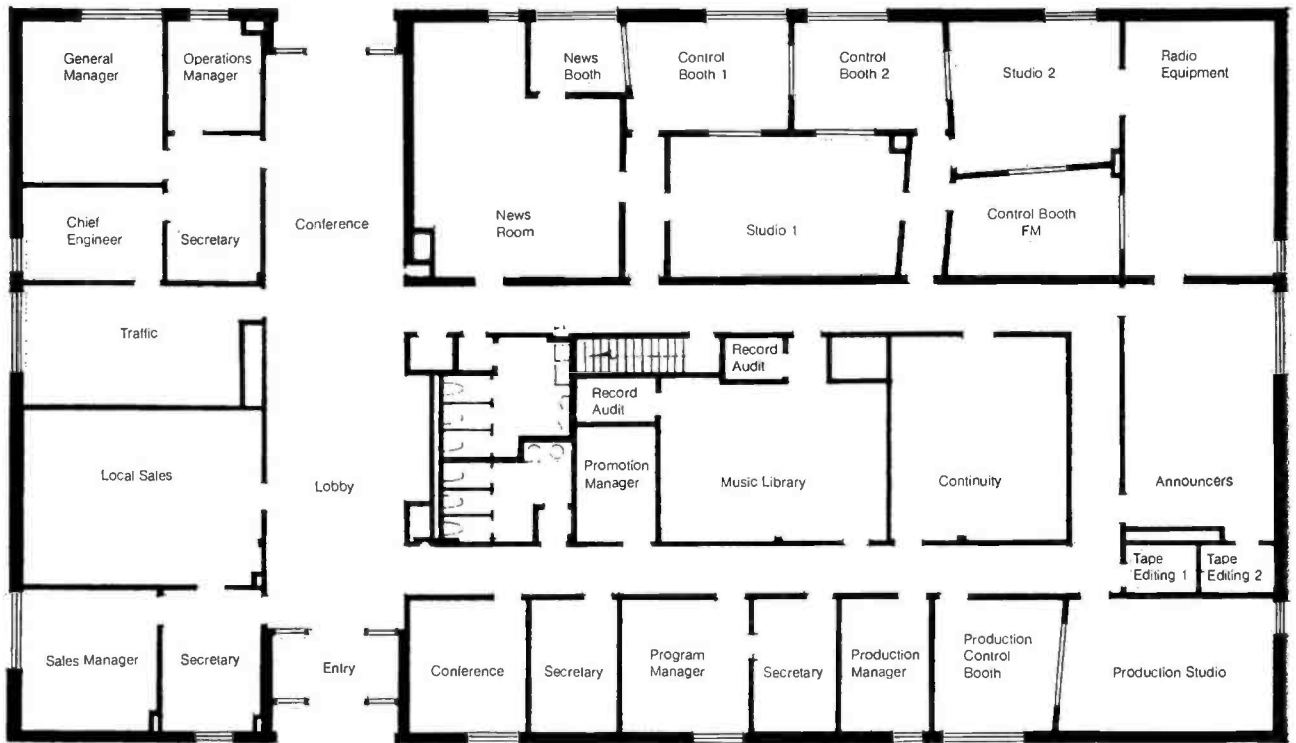 General
Manager
Operations
Manager
News
Booth
Control
Booth 1
Control
Booth 2
Studio 2
Radio
Equipment
Chief
Engineer
Secretary
Conference
News
Room
Studio 1
Control Booth
FM
Traffic
Record
Audit
Record
Audit
Local Sales
Lobby
Promotion
Manager
Music Library
Continuity
Announcers
Tape
Editing 1
Tape
Editing 2
Sales Manager
Secretary
Entry
Conference
Secretary
Program
Manager
Secretary
Production
Manager
Production
Control
Booth
Production Studio